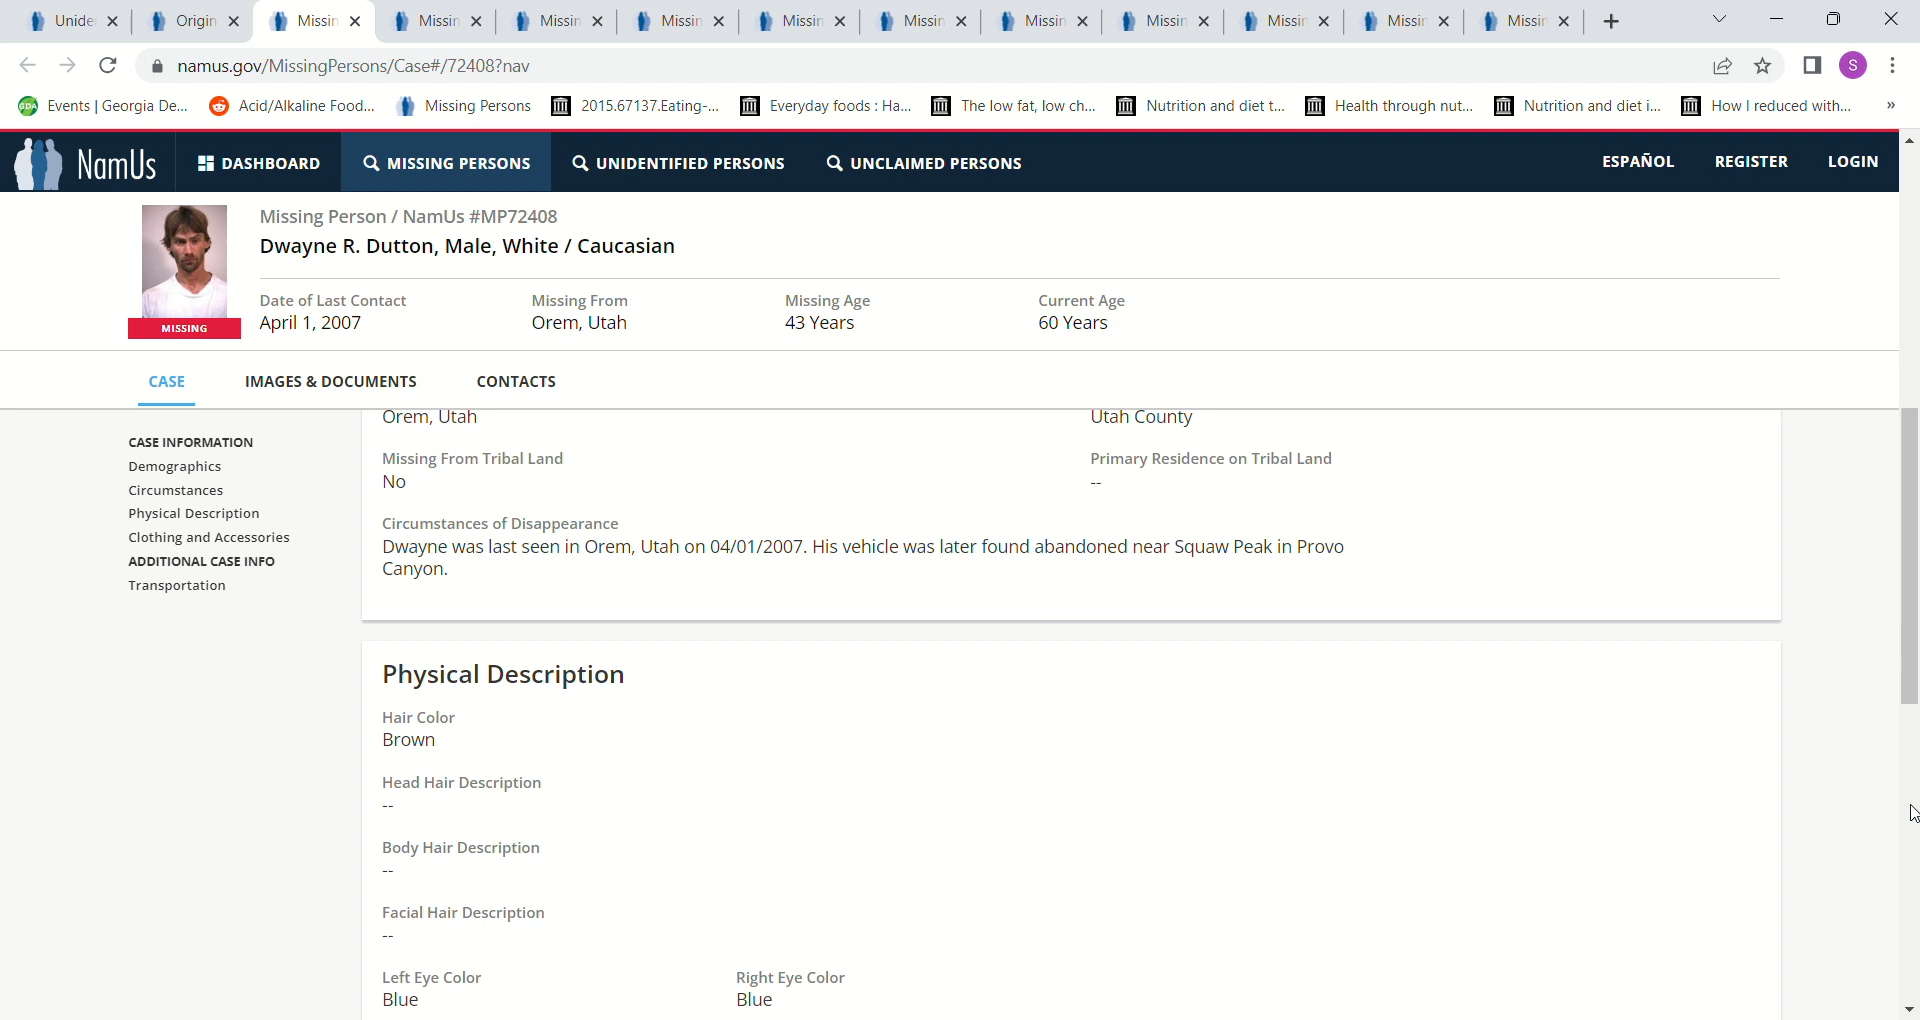 Unide
Origin
Missin
Missin
Missin
Missin
Missin
Missin
Missin
Missin
Missin
Missin
Missin
namus.gov/MissingPersons/Case#/72408?nav
S
GDA
Events | Georgia De...
Acid/Alkaline Food...
Missing Persons
2015.67137.Eating-...
Everyday foods : Ha...
The low fat, low ch...
Nutrition and diet t...
Health through nut...
Nutrition and diet i...
How I reduced with...
»
NamUs
DASHBOARD
MISSING PERSONS
UNIDENTIFIED PERSONS
UNCLAIMED PERSONS
ESPAÑOL
REGISTER
LOGIN
Missing Person / NamUs #MP72408
Dwayne R. Dutton, Male, White / Caucasian
MISSING
Date of Last Contact
April 1, 2007
Missing From
Orem, Utah
Missing Age
43 Years
Current Age
60 Years
CASE
IMAGES & DOCUMENTS
CONTACTS
CASE INFORMATION
Demographics
Circumstances
Physical Description
Clothing and Accessories
ADDITIONAL CASE INFO
Transportation
Orem, Utah
Utah County
Missing From Tribal Land
No
Primary Residence on Tribal Land
--
Circumstances of Disappearance
Dwayne was last seen in Orem, Utah on 04/01/2007. His vehicle was later found abandoned near Squaw Peak in Provo
Canyon.
Physical Description
Hair Color
Brown
Head Hair Description
--
Body Hair Description
--
Facial Hair Description
--
Left Eye Color
Blue
Right Eye Color
Blue